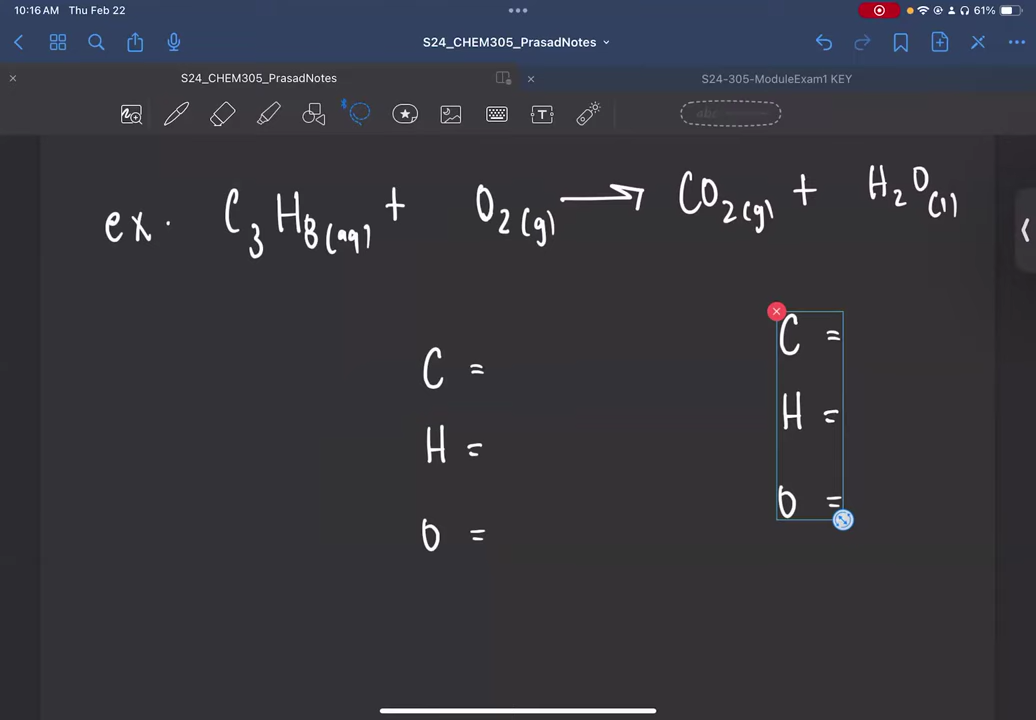 10:16 AM Thu Feb 22
61%
S24_CHEM305_PrasadNotes
S24_CHEM305_PrasadNotes
S24-305-ModuleExam1 KEY
ex. C₃H₈(aq) + O₂(g) ⟶ CO₂(g) + H₂O(l)
C =
H =
O =
C =
H =
O =